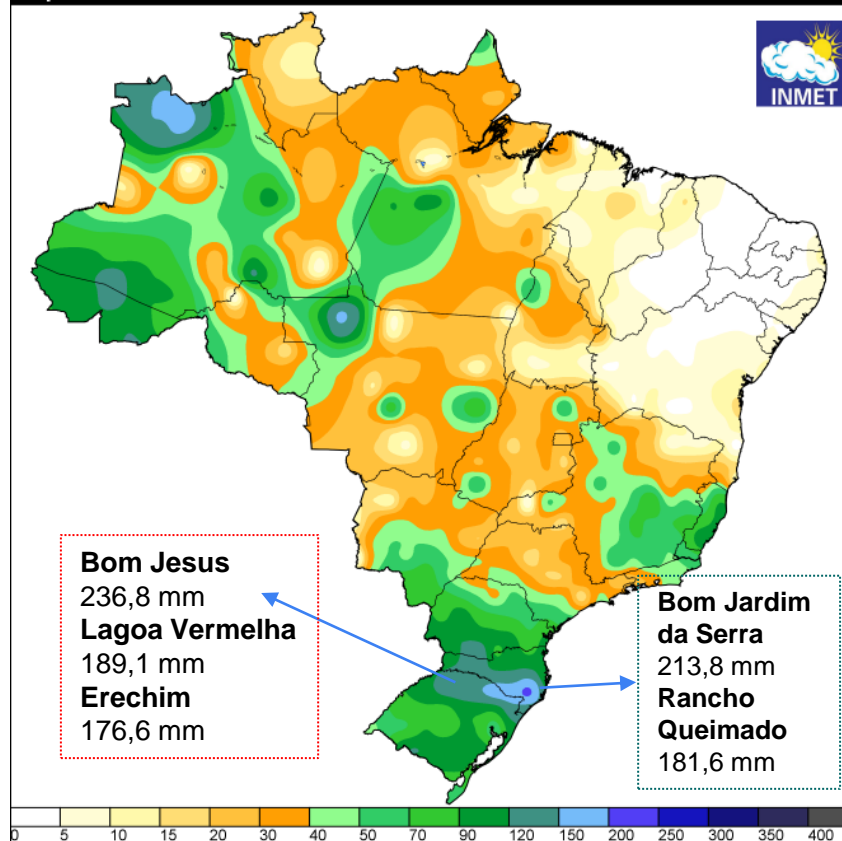 INMET
Bom Jesus
236,8 mm
Lagoa Vermelha
189,1 mm
Erechim
176,6 mm
Bom Jardim
da Serra
213,8 mm
Rancho
Queimado
181,6 mm
0 5 10 15 20 30 40 50 70 90 120 150 200 250 300 350 400